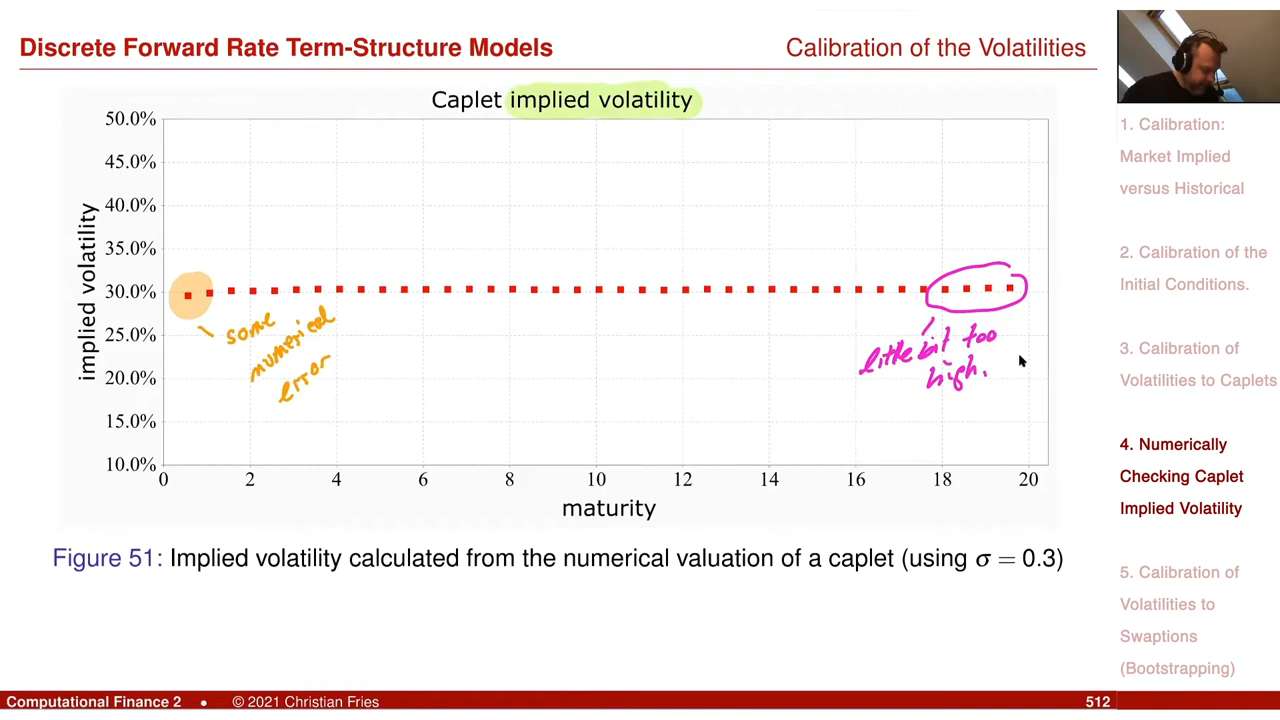 Discrete Forward Rate Term-Structure Models
Calibration of the Volatilities
Caplet implied volatility
50.0%
45.0%
40.0%
35.0%
30.0%
25.0%
20.0%
15.0%
10.0%
implied volatility
some
numerical
error
little bit too
high.
0 2 4 6 8 10 12 14 16 18 20
maturity
Figure 51: Implied volatility calculated from the numerical valuation of a caplet (using σ = 0.3)
1. Calibration:
Market Implied
versus Historical
2. Calibration of the
Initial Conditions.
3. Calibration of
Volatilities to Caplets
4. Numerically
Checking Caplet
Implied Volatility
5. Calibration of
Volatilities to
Swaptions
(Bootstrapping)
Computational Finance 2 • © 2021 Christian Fries
512